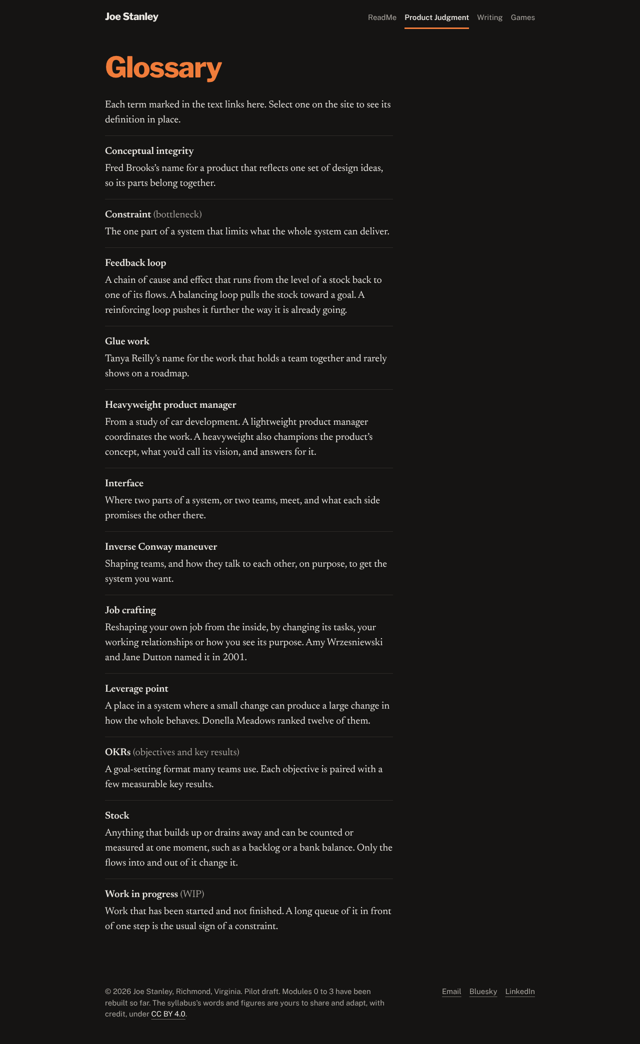 Joe Stanley
ReadMe Product Judgment Writing Games
Glossary
Each term marked in the text links here. Select one on the site to see its
definition in place.
Conceptual integrity
Fred Brooks’s name for a product that reflects one set of design ideas,
so its parts belong together.
Constraint (bottleneck)
The one part of a system that limits what the whole system can deliver.
Feedback loop
A chain of cause and effect that runs from the level of a stock back to
one of its flows. A balancing loop pulls the stock toward a goal. A
reinforcing loop pushes it further the way it is already going.
Glue work
Tanya Reilly’s name for the work that holds a team together and rarely
shows on a roadmap.
Heavyweight product manager
From a study of car development. A lightweight product manager
coordinates the work. A heavyweight also champions the product’s
concept, what you’d call its vision, and answers for it.
Interface
Where two parts of a system, or two teams, meet, and what each side
promises the other there.
Inverse Conway maneuver
Shaping teams, and how they talk to each other, on purpose, to get the
system you want.
Job crafting
Reshaping your own job from the inside, by changing its tasks, your
working relationships or how you see its purpose. Amy Wrzesniewski
and Jane Dutton named it in 2001.
Leverage point
A place in a system where a small change can produce a large change in
how the whole behaves. Donella Meadows ranked twelve of them.
OKRs (objectives and key results)
A goal-setting format many teams use. Each objective is paired with a
few measurable key results.
Stock
Anything that builds up or drains away and can be counted or
measured at one moment, such as a backlog or a bank balance. Only the
flows into and out of it change it.
Work in progress (WIP)
Work that has been started and not finished. A long queue of it in front
of one step is the usual sign of a constraint.
© 2026 Joe Stanley, Richmond, Virginia. Pilot draft. Modules 0 to 3 have been
rebuilt so far. The syllabus’s words and figures are yours to share and adapt, with
credit, under CC BY 4.0.
Email Bluesky LinkedIn